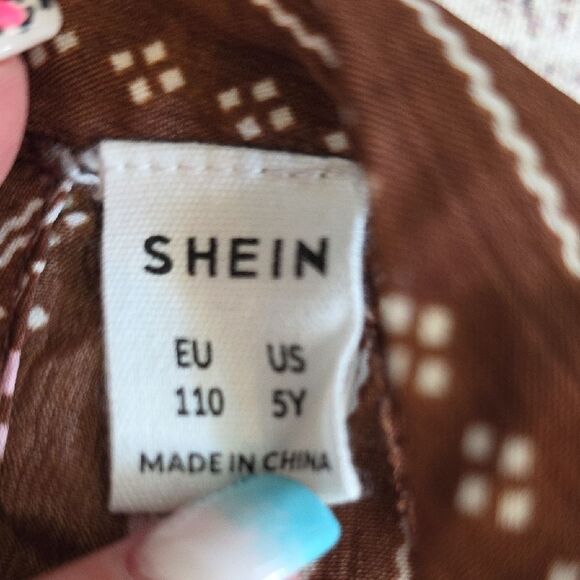 SHEIN
EU US
110 5Y
MADE IN CHINA